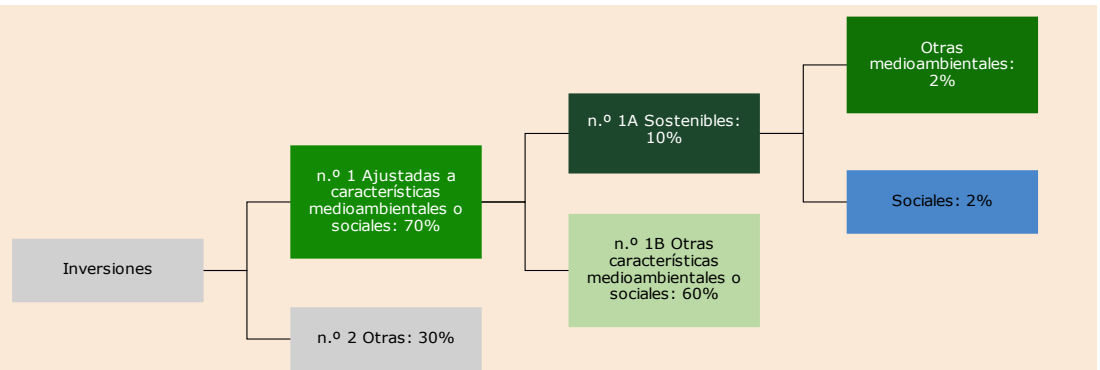 Inversiones
n.º 1 Ajustadas a
características
medioambientales o
sociales: 70%
n.º 2 Otras: 30%
n.º 1A Sostenibles:
10%
n.º 1B Otras
características
medioambientales o
sociales: 60%
Otras
medioambientales:
2%
Sociales: 2%